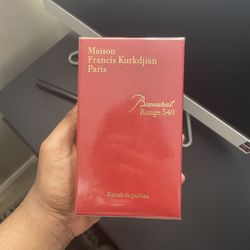 Maison
Francis Kurkdjian
Paris
Baccarat
Rouge 540
Extrait de parfum